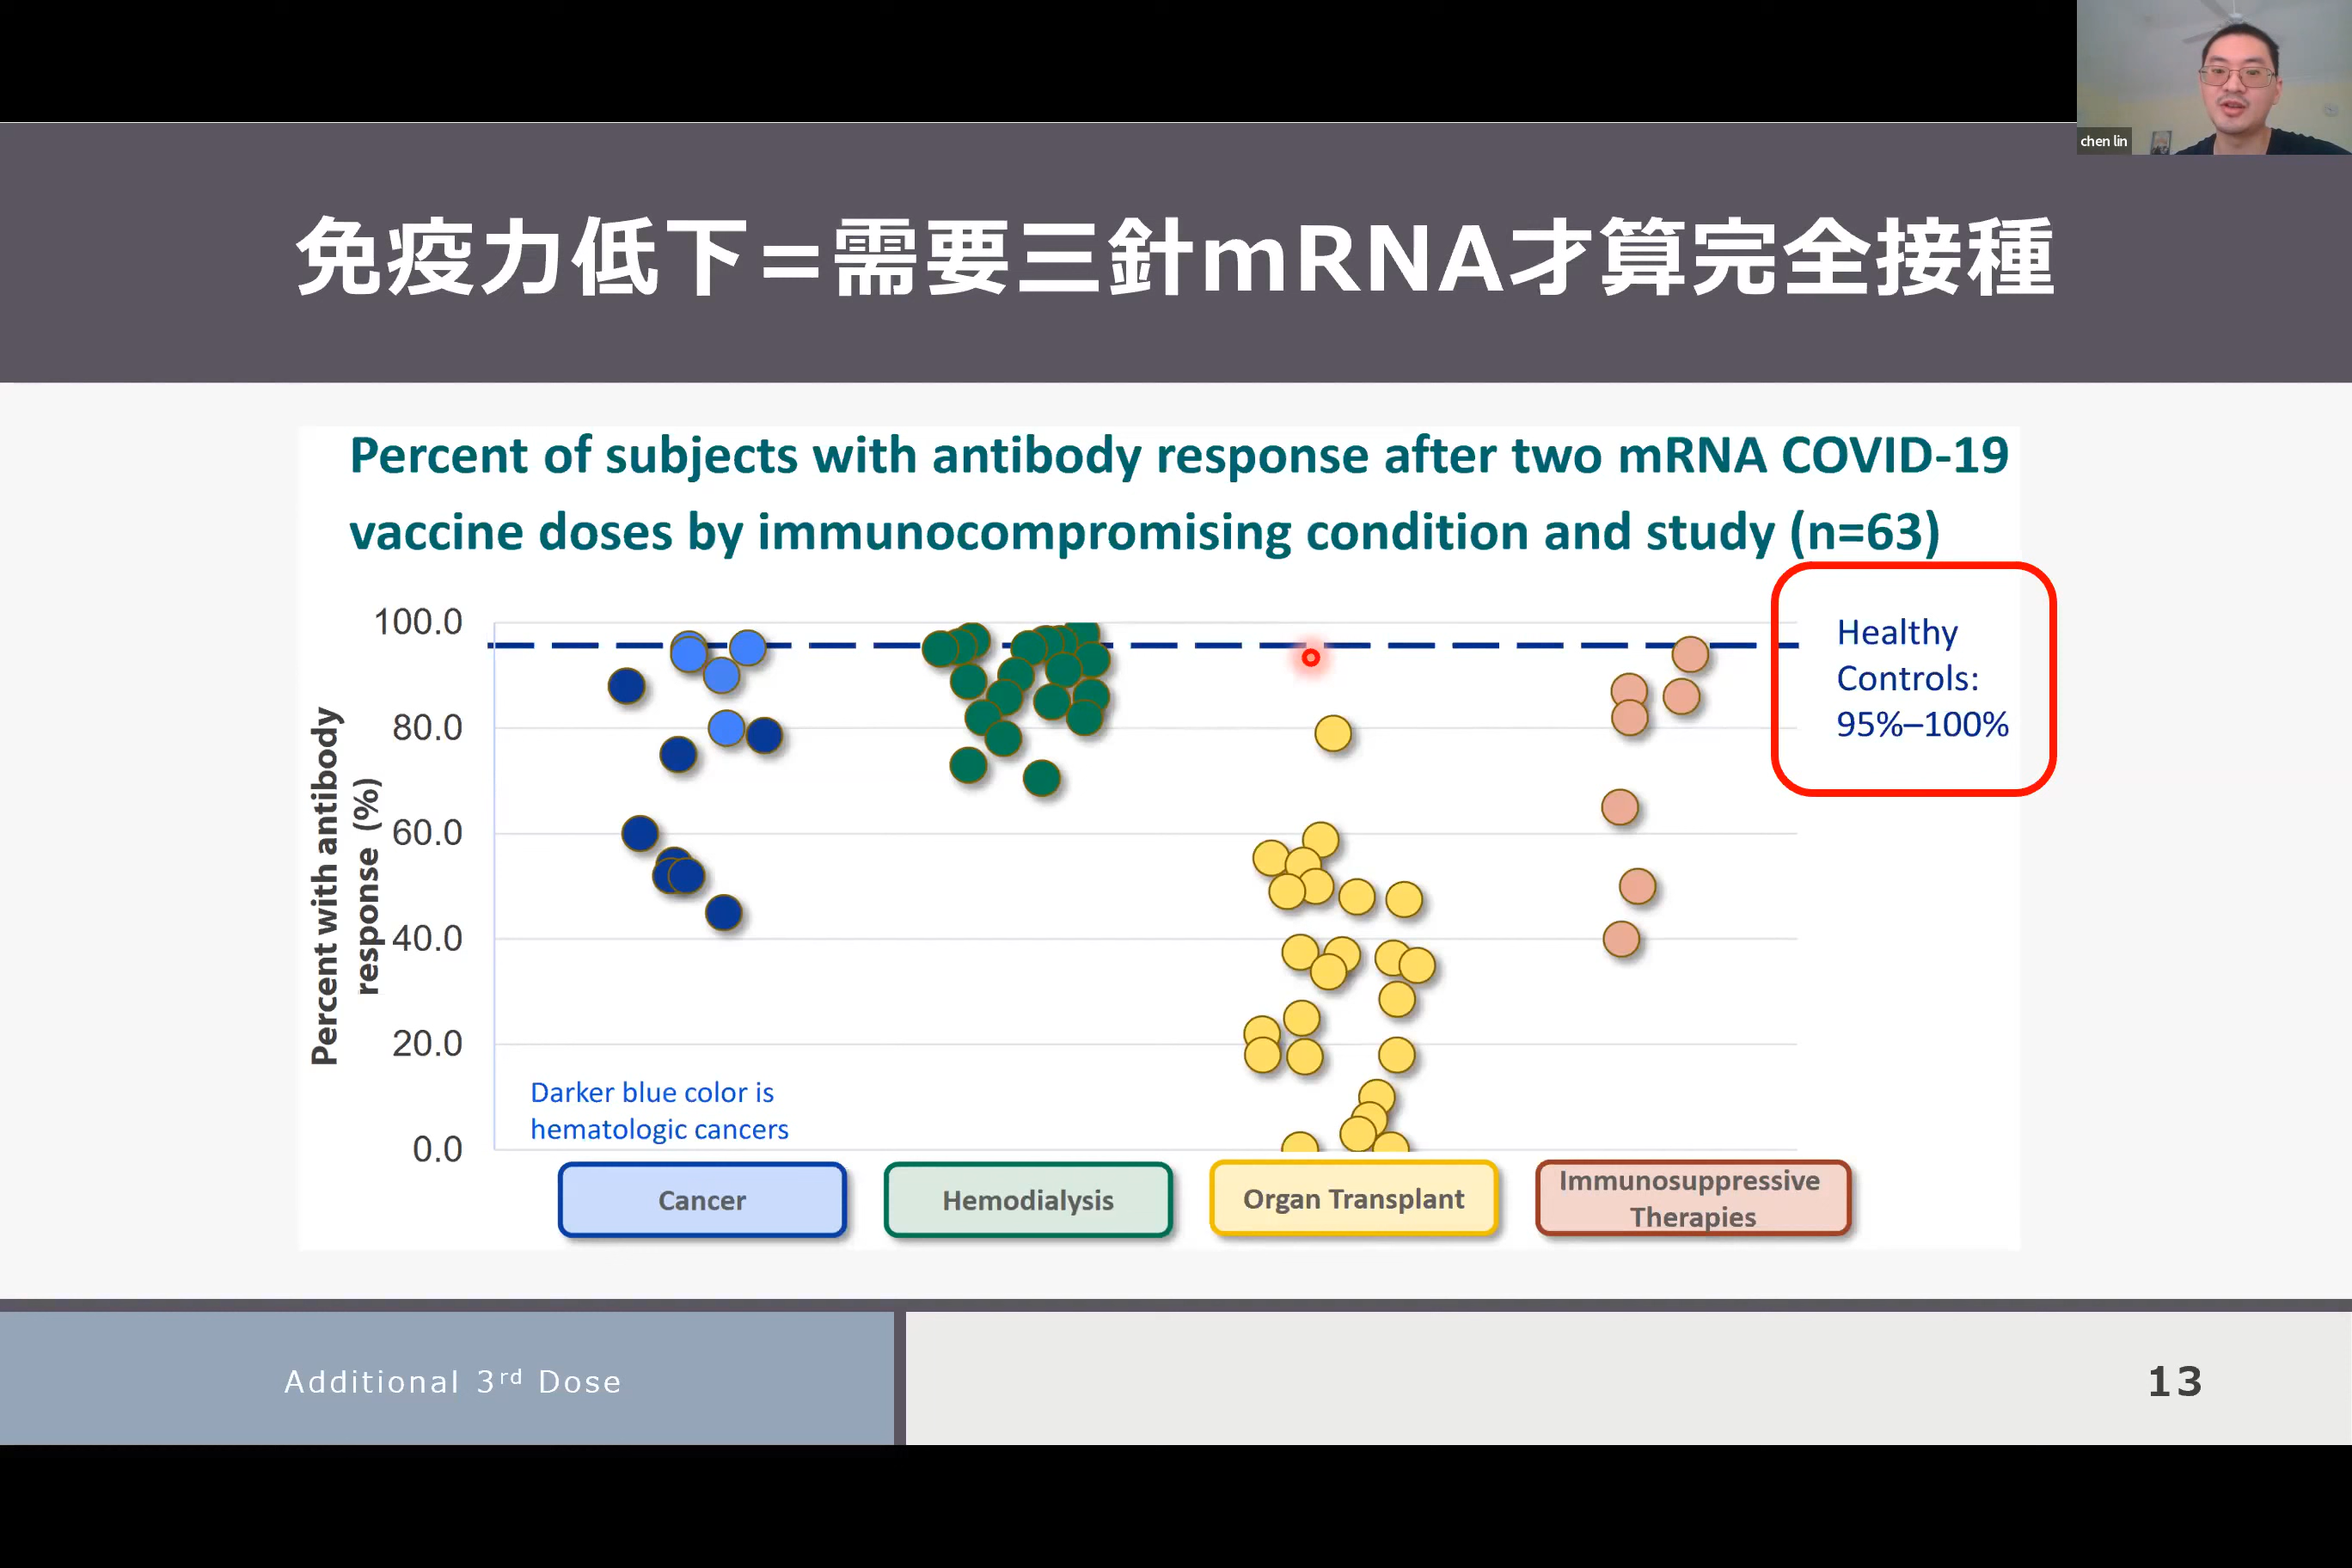 chen lin
免疫力低下=需要三針mRNA才算完全接種
Percent of subjects with antibody response after two mRNA COVID-19
vaccine doses by immunocompromising condition and study (n=63)
Healthy
Controls:
95%–100%
Percent with antibody
response (%)
100.0
80.0
60.0
40.0
20.0
0.0
Darker blue color is
hematologic cancers
Cancer
Hemodialysis
Organ Transplant
Immunosuppressive
Therapies
Additional 3rd Dose
13